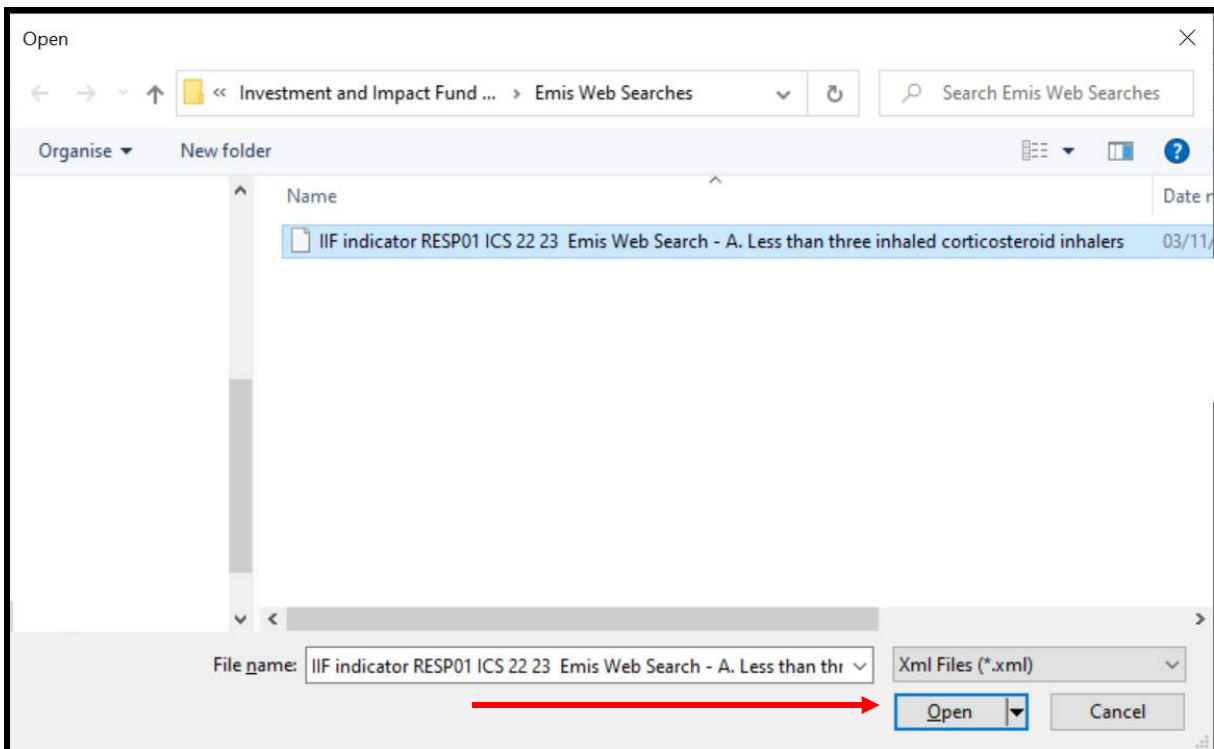 Open
« Investment and Impact Fund ... › Emis Web Searches
Search Emis Web Searches
Organise
New folder
?
Name
Date
IIF indicator RESP01 ICS 22 23 Emis Web Search - A. Less than three inhaled corticosteroid inhalers
03/11/
File name:
IIF indicator RESP01 ICS 22 23 Emis Web Search - A. Less than
Xml Files (*.xml)
Open
Cancel